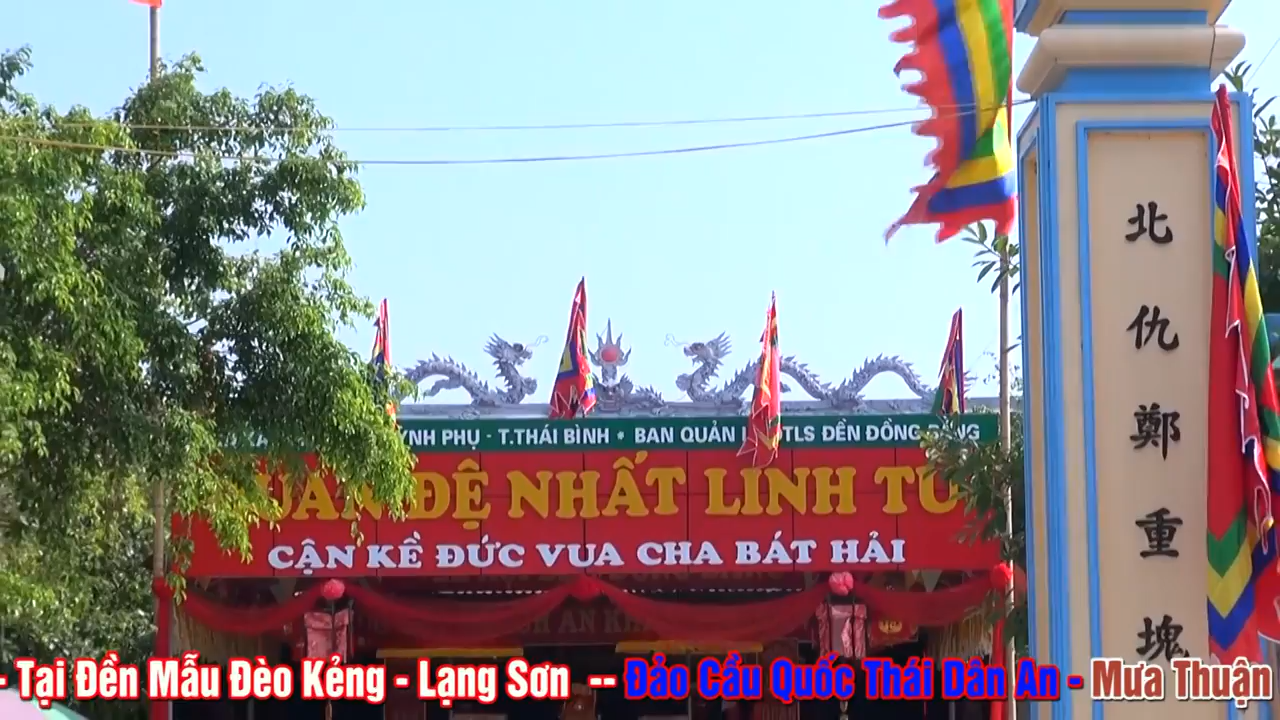 ỲNH PHỤ - T.THÁI BÌNH * BAN QUẢN TLS ĐỀN ĐỒNG BẰNG
ĐỆ NHẤT LINH TỪ
CẬN KỀ ĐỨC VUA CHA BÁT HẢI
北仇鄭重塊
- Tại Đền Mẫu Đèo Kẻng - Lạng Sơn -- Đảo Cầu Quốc Thái Dân An - Mưa Thuận